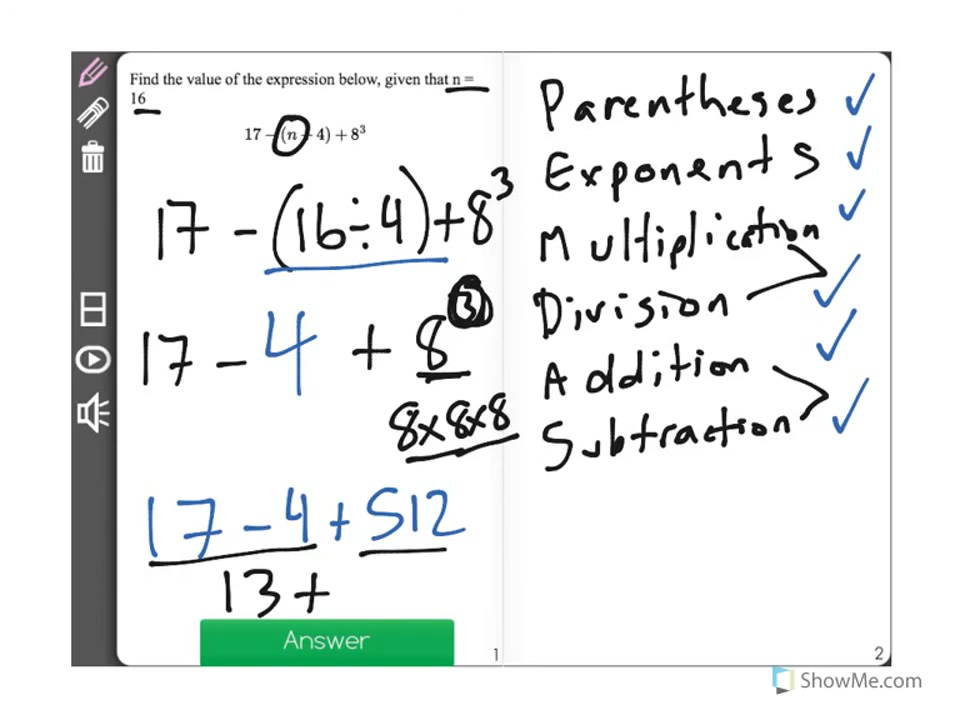 Find the value of the expression below, given that n =
16
17 − (n ÷ 4) + 8³
17 - (16÷4) + 8³
17 - 4 + 8³
8×8×8
17 - 4 + 512
13 +
Answer
1
Parentheses ✓
Exponents ✓
Multiplication ✓
Division ✓
Addition ✓
Subtraction ✓
2
ShowMe.com